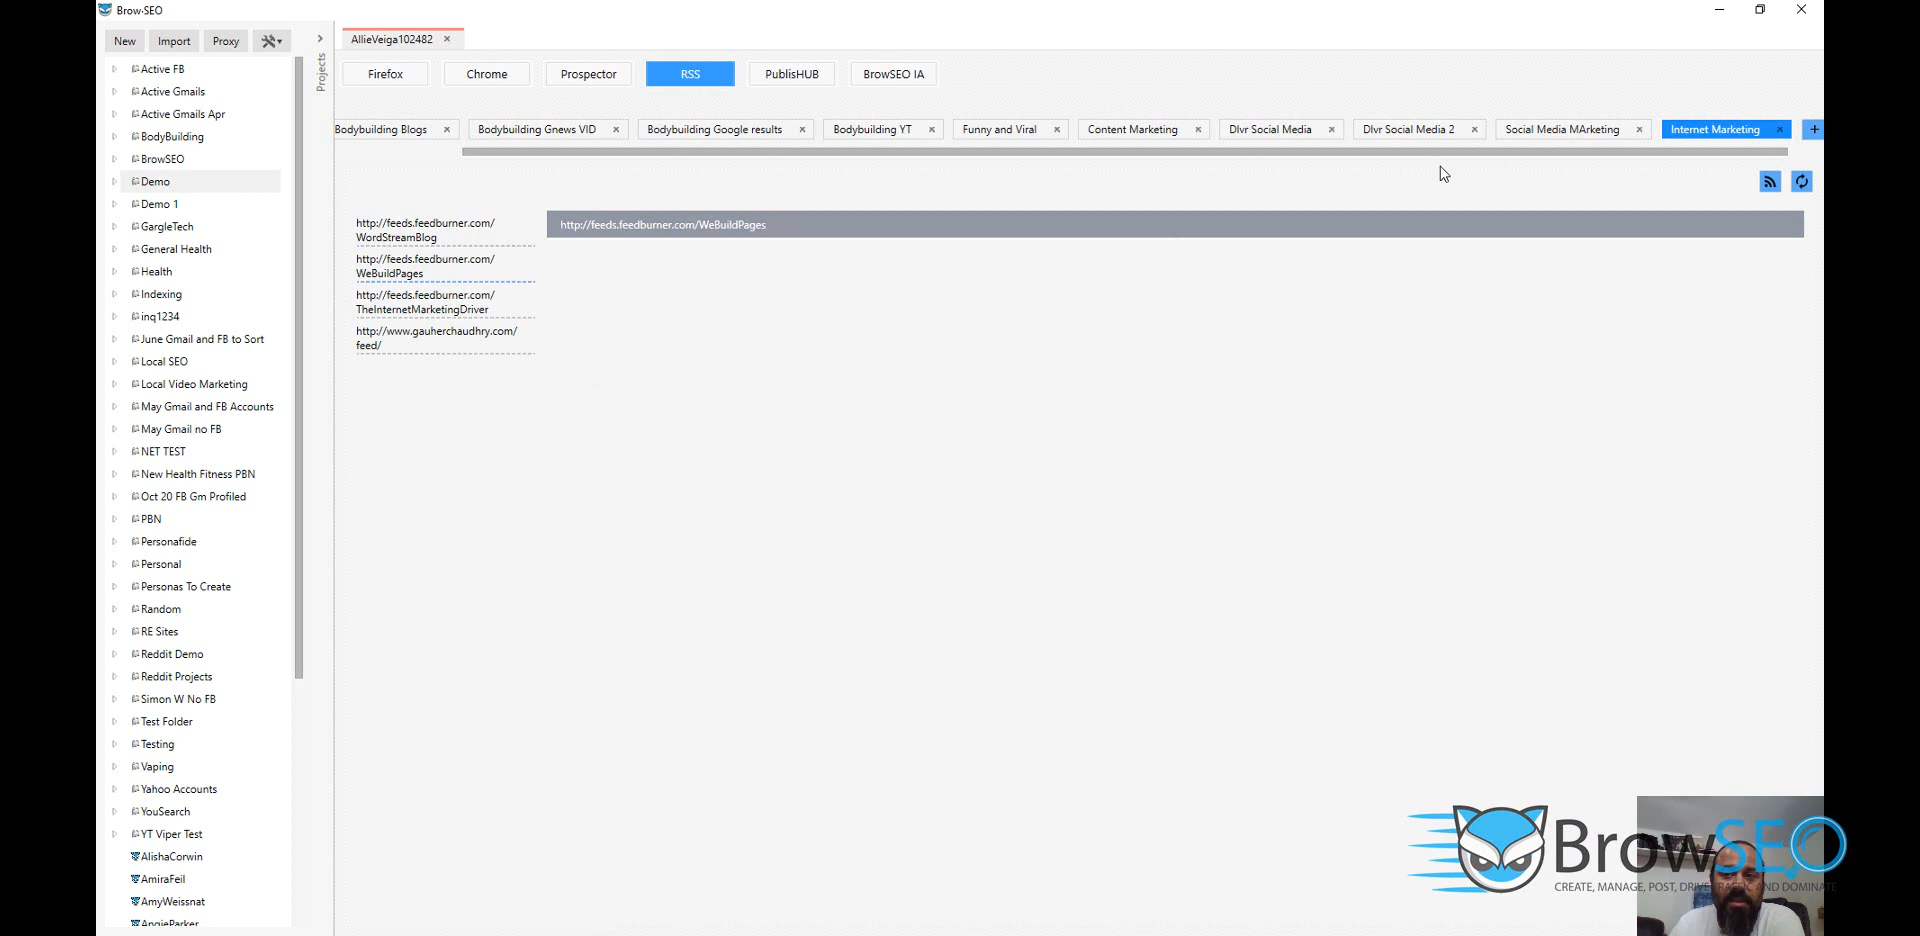 Brow·SEO
New Import Proxy
Projects
Active FB
Active Gmails
Active Gmails Apr
BodyBuilding
BrowSEO
Demo
Demo 1
GargleTech
General Health
Health
Indexing
inq1234
June Gmail and FB to Sort
Local SEO
Local Video Marketing
May Gmail and FB Accounts
May Gmail no FB
NET TEST
New Health Fitness PBN
Oct 20 FB Gm Profiled
PBN
Personafide
Personal
Personas To Create
Random
RE Sites
Reddit Demo
Reddit Projects
Simon W No FB
Test Folder
Testing
Vaping
Yahoo Accounts
YouSearch
YT Viper Test
AlishaCorwin
AmiraFeil
AmyWeissnat
AngieParker
AllieVeiga102482
Firefox Chrome Prospector RSS PublisHUB BrowSEO IA
Bodybuilding Blogs Bodybuilding Gnews VID Bodybuilding Google results Bodybuilding YT Funny and Viral Content Marketing Dlvr Social Media Dlvr Social Media 2 Social Media MArketing Internet Marketing +
http://feeds.feedburner.com/
WordStreamBlog
http://feeds.feedburner.com/
WeBuildPages
http://feeds.feedburner.com/
TheInternetMarketingDriver
http://www.gauherchaudhry.com/
feed/
http://feeds.feedburner.com/WeBuildPages
BrowSEO
CREATE, MANAGE, POST, DRIVE TRAFFIC AND DOMINATE